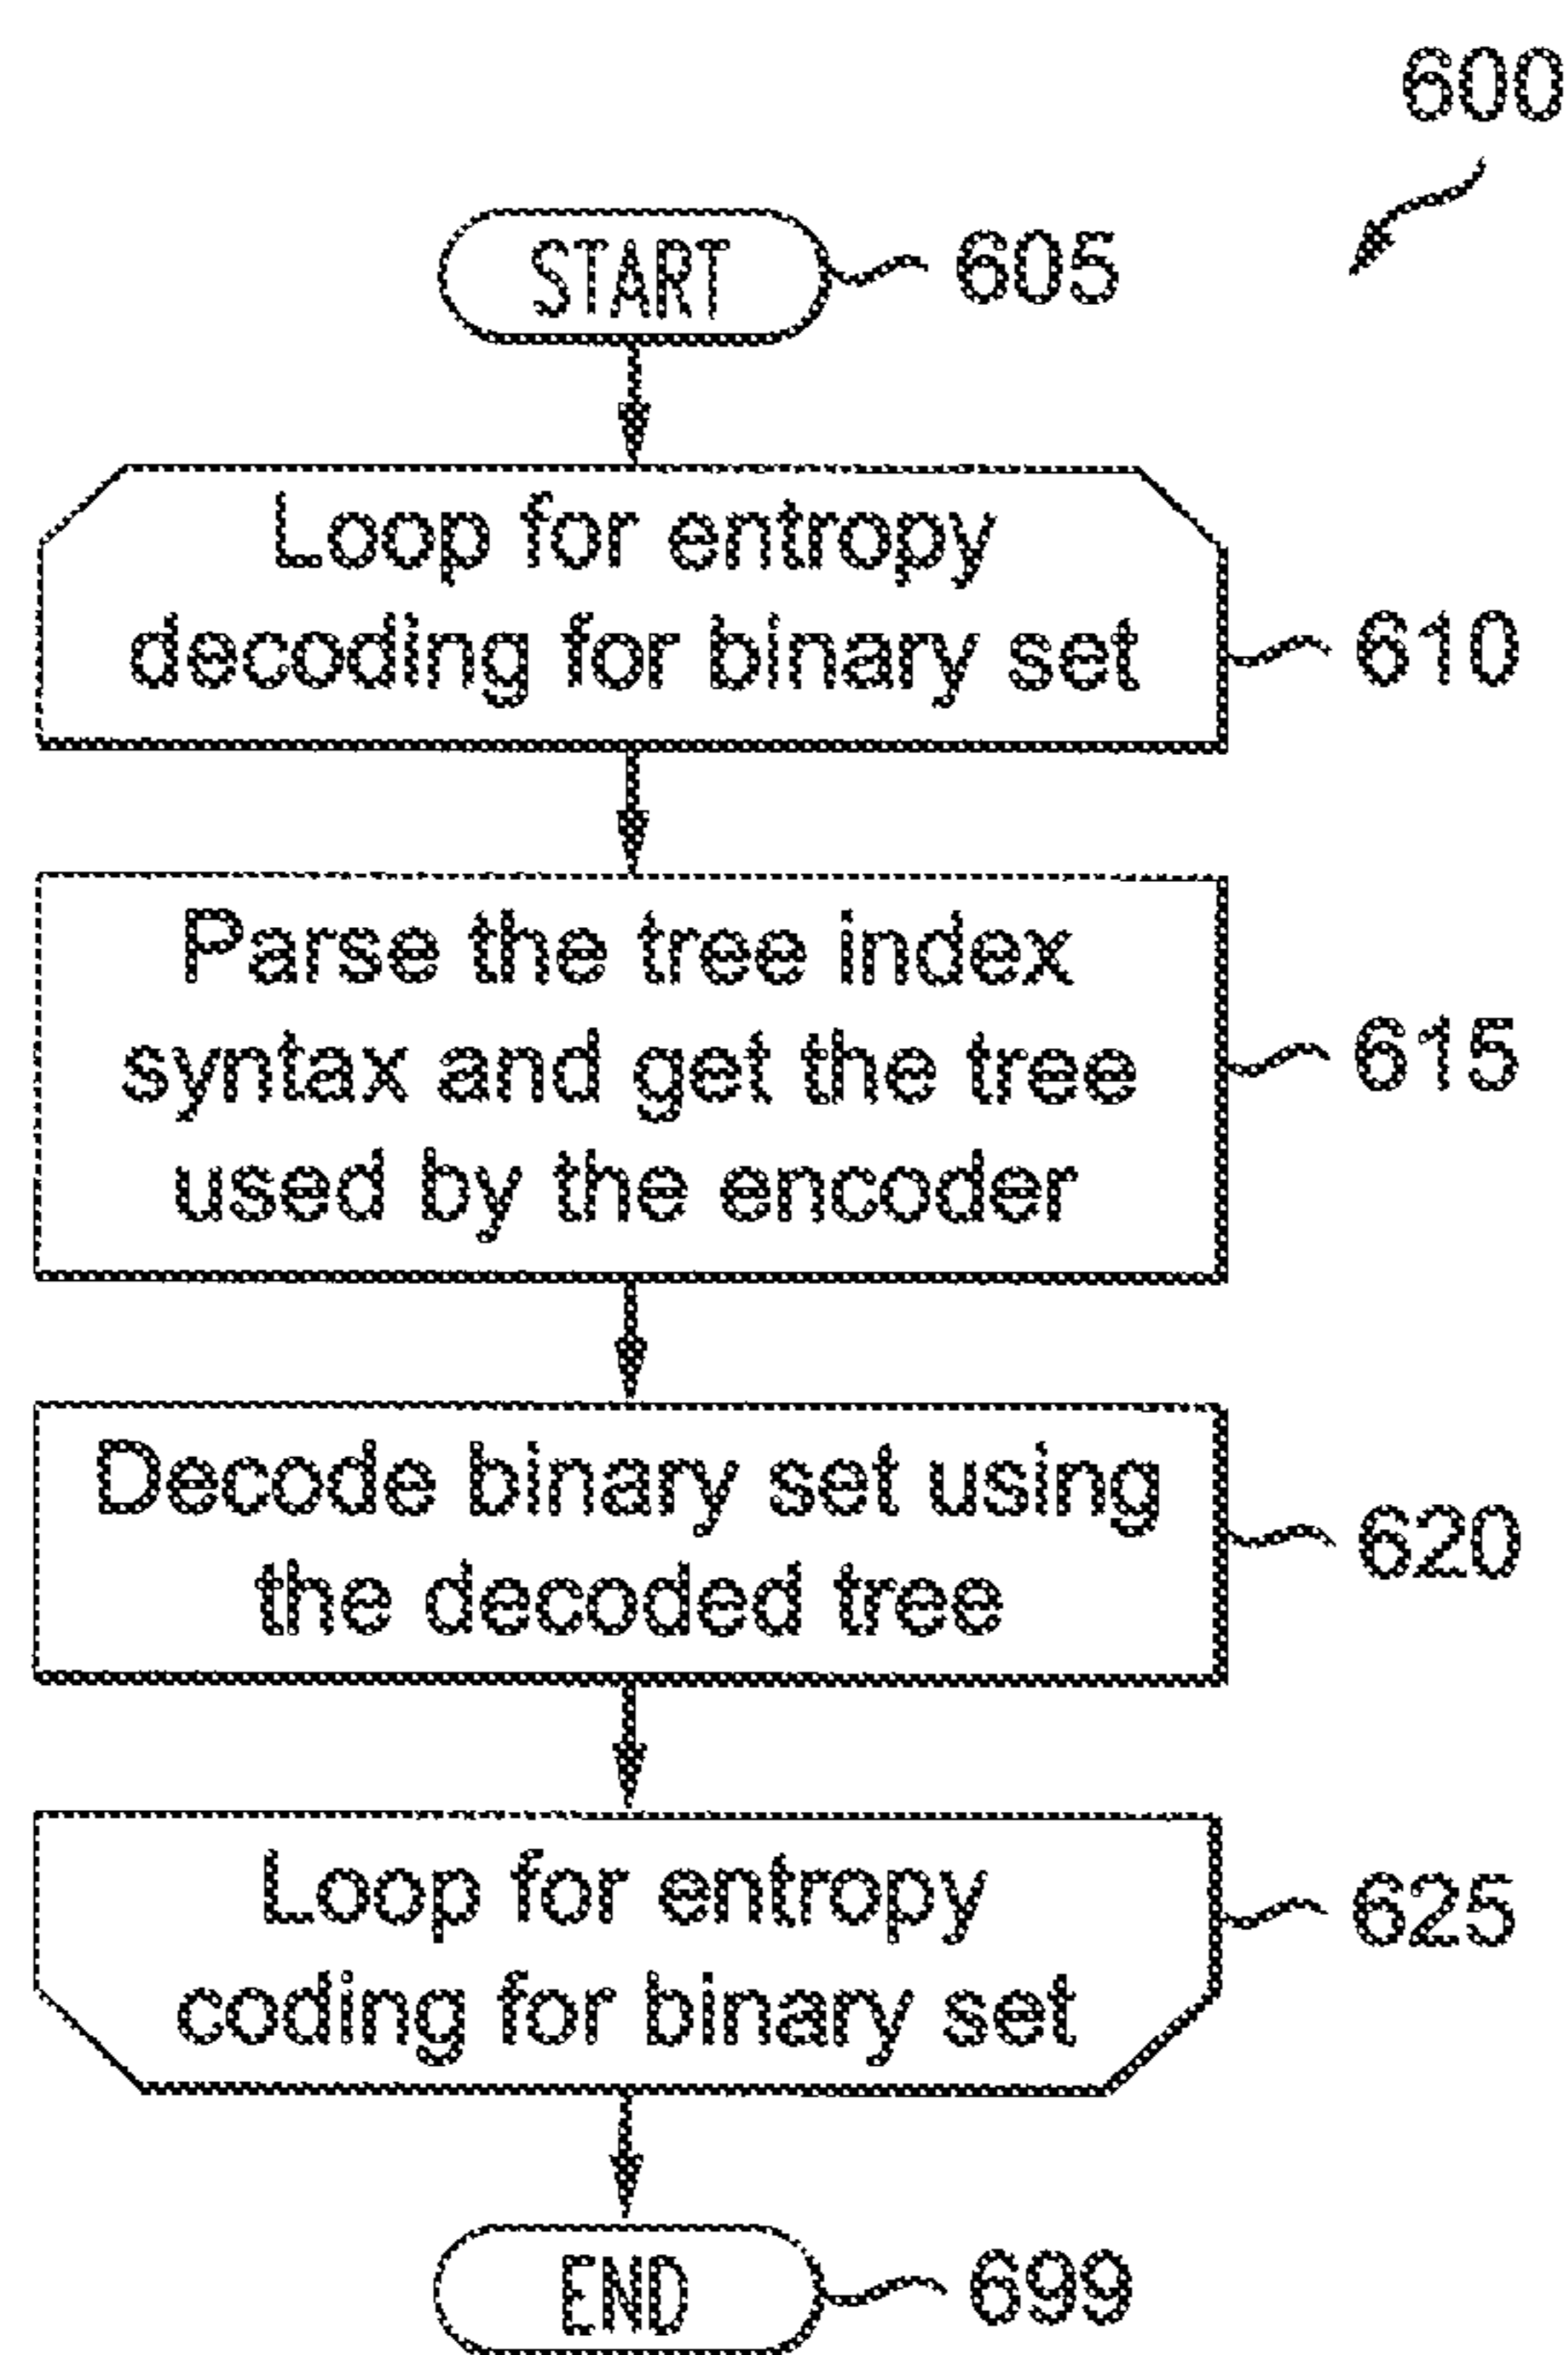 600
START
605
Loop for entropy
decoding for binary set
610
Parse the tree index
syntax and get the tree
used by the encoder
615
Decode binary set using
the decoded tree
620
Loop for entropy
coding for binary set
625
END
699